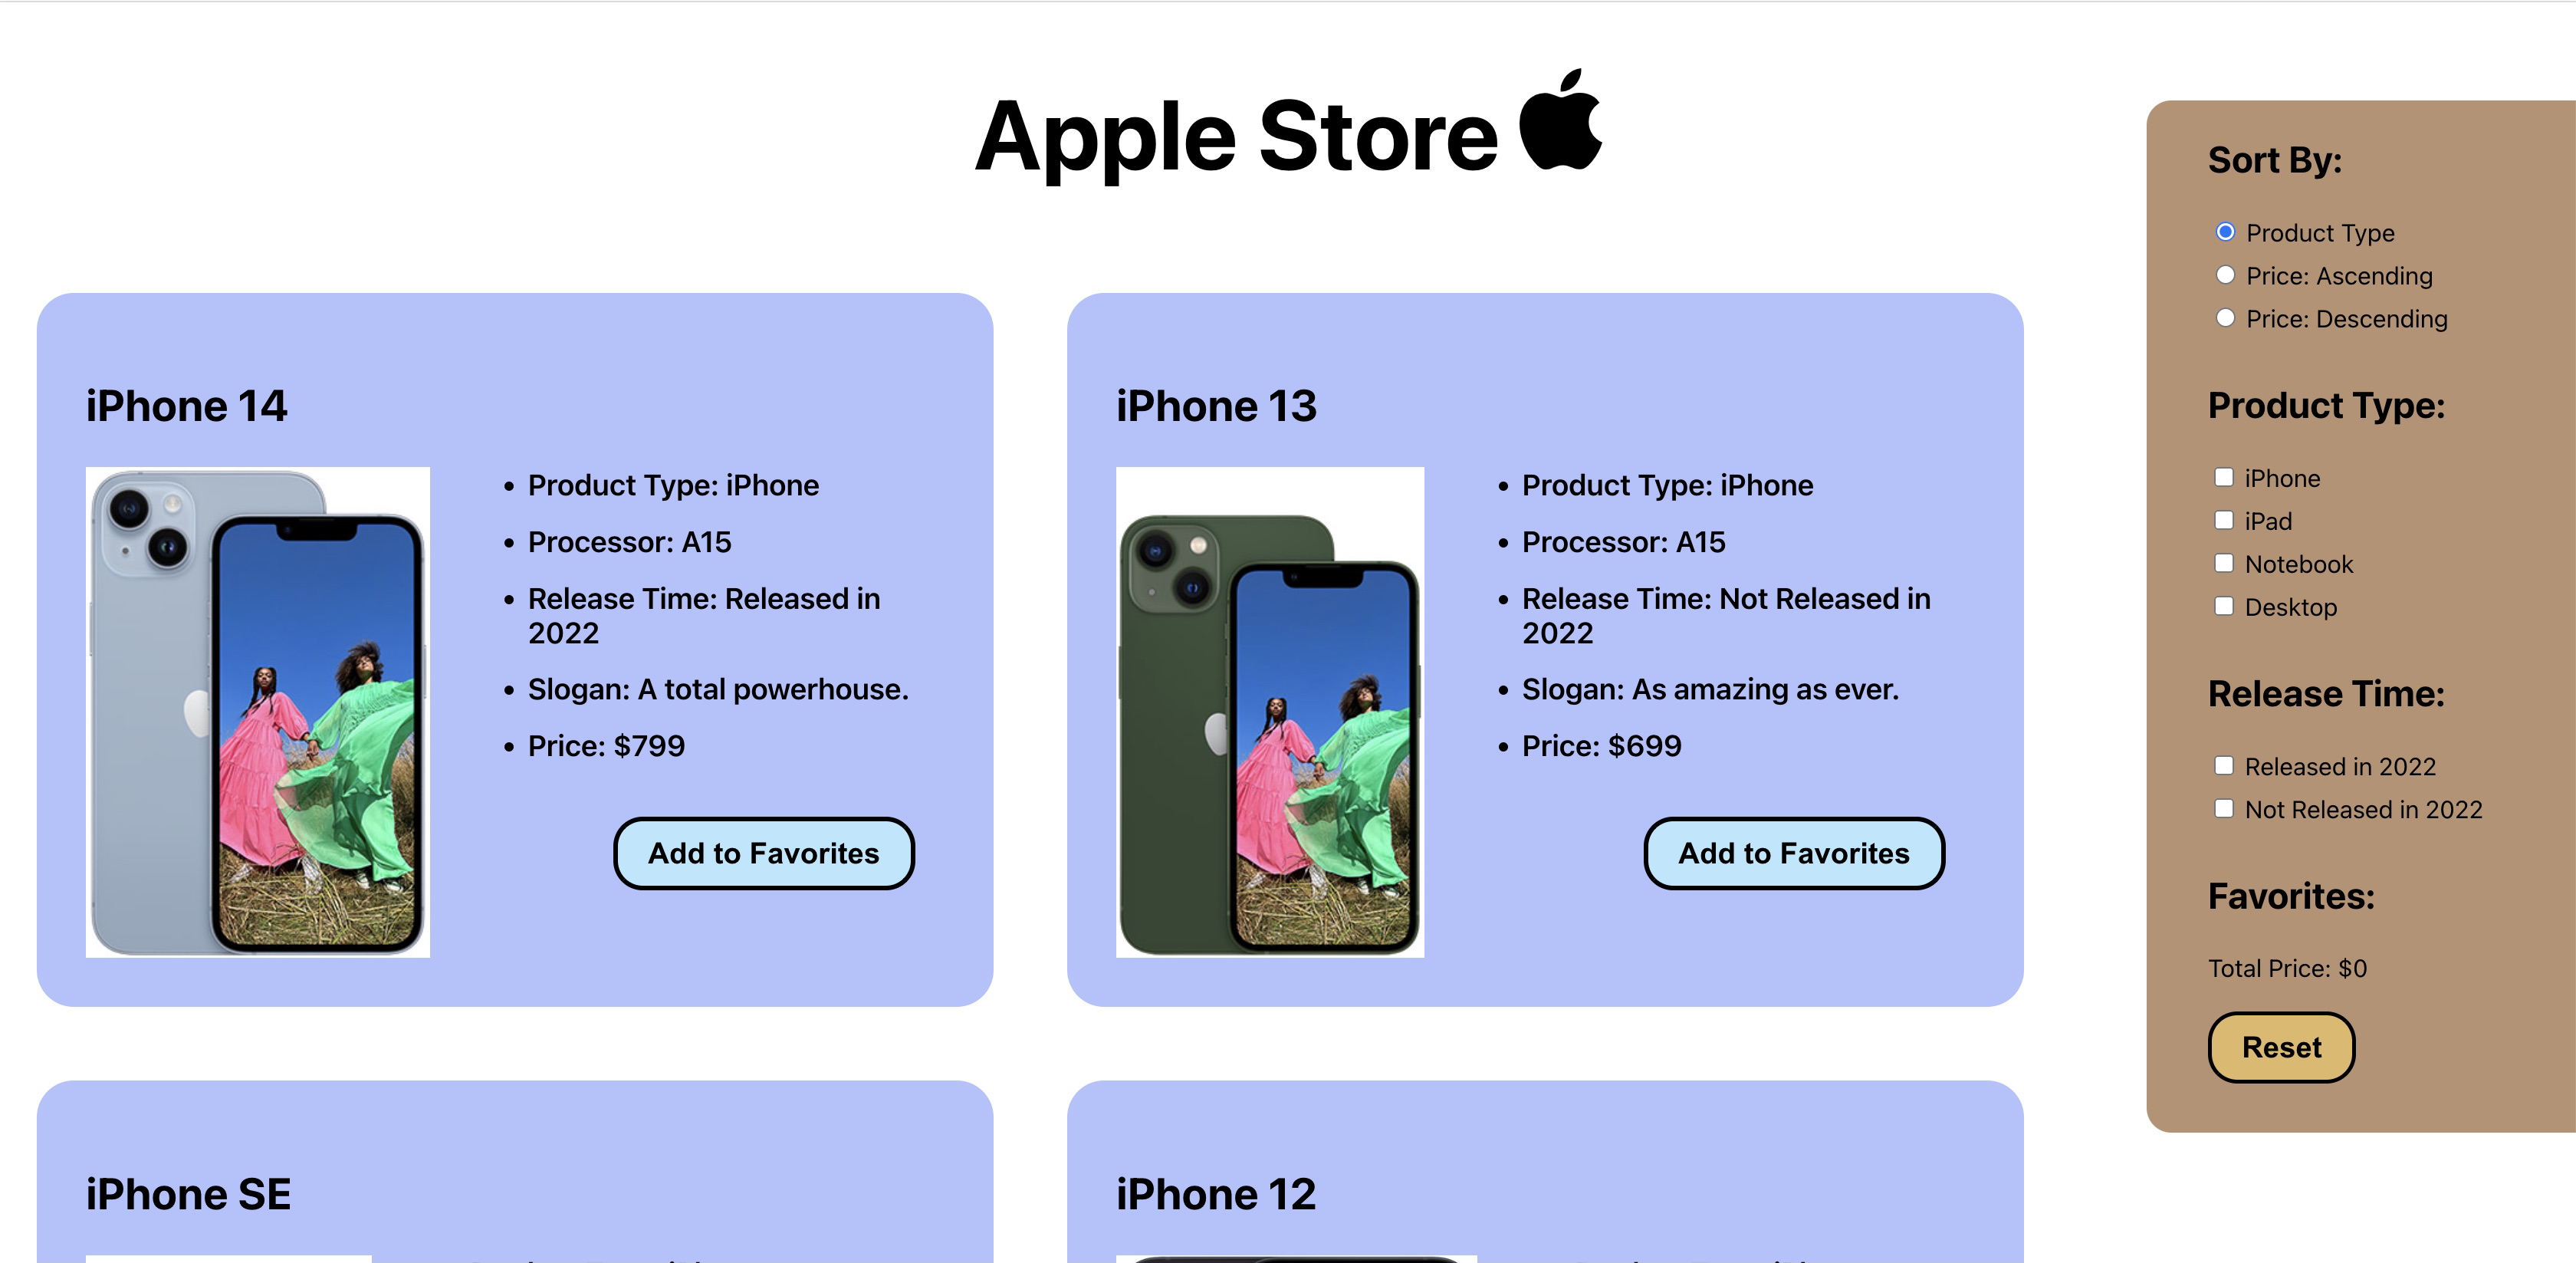 Apple Store
iPhone 14
Product Type: iPhone
Processor: A15
Release Time: Released in
2022
Slogan: A total powerhouse.
Price: $799
Add to Favorites
iPhone 13
Product Type: iPhone
Processor: A15
Release Time: Not Released in
2022
Slogan: As amazing as ever.
Price: $699
Add to Favorites
iPhone SE
iPhone 12
Sort By:
Product Type
Price: Ascending
Price: Descending
Product Type:
iPhone
iPad
Notebook
Desktop
Release Time:
Released in 2022
Not Released in 2022
Favorites:
Total Price: $0
Reset